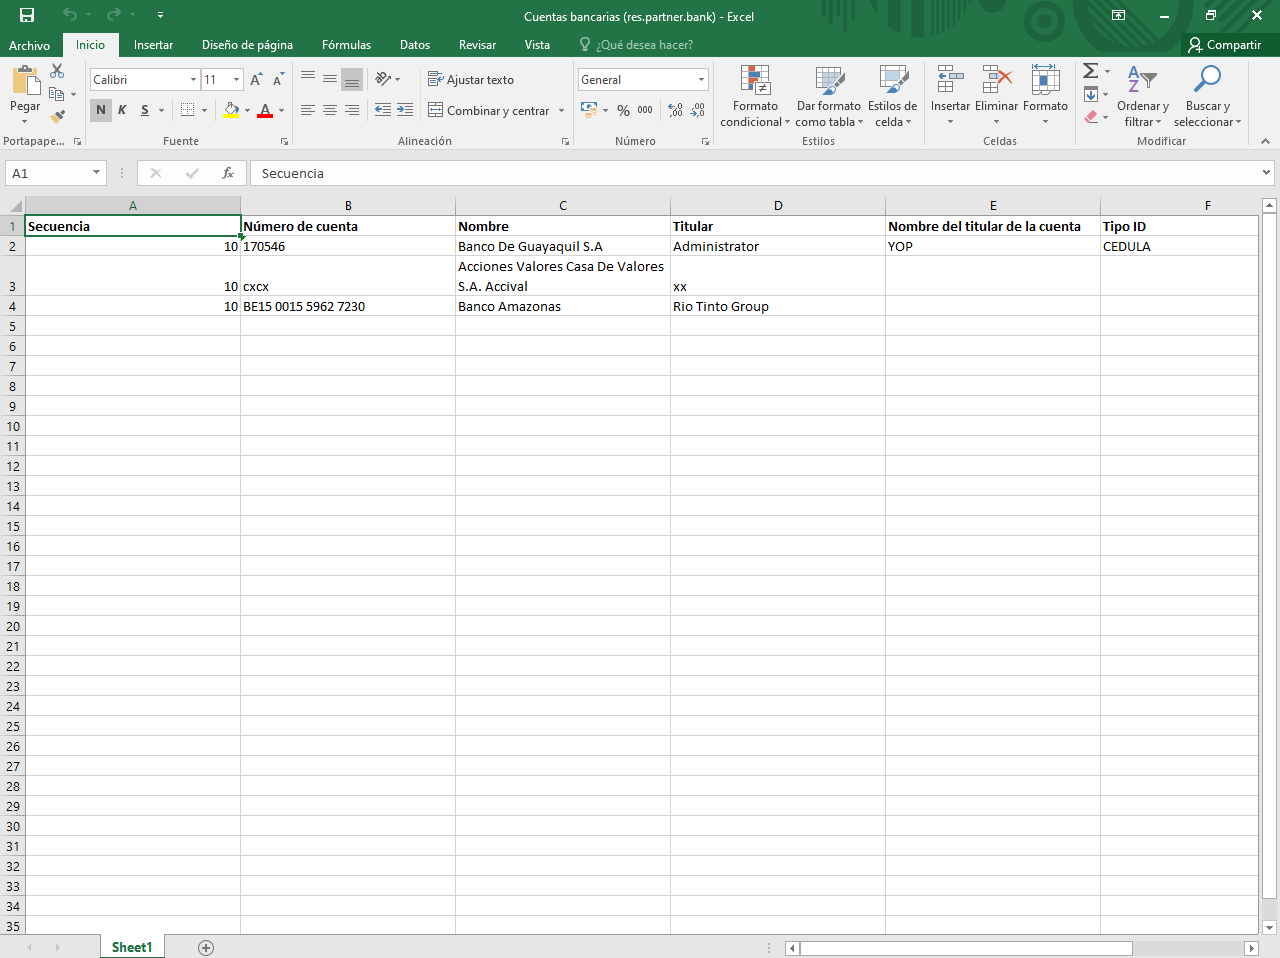 Cuentas bancarias (res.partner.bank) - Excel
Archivo Inicio Insertar Diseño de página Fórmulas Datos Revisar Vista ¿Qué desea hacer? Compartir
Pegar
Portapape...
Calibri 11
N K S
Fuente
Ajustar texto
Combinar y centrar
Alineación
General
% 000
Número
Formato condicional
Dar formato como tabla
Estilos de celda
Estilos
Insertar Eliminar Formato
Celdas
Ordenar y filtrar
Buscar y seleccionar
Modificar
A1 fx Secuencia
A B C D E F
1 Secuencia Número de cuenta Nombre Titular Nombre del titular de la cuenta Tipo ID
2 10 170546 Banco De Guayaquil S.A Administrator YOP CEDULA
Acciones Valores Casa De Valores
3 10 cxcx S.A. Accival xx
4 10 BE15 0015 5962 7230 Banco Amazonas Rio Tinto Group
5
6
7
8
9
10
11
12
13
14
15
16
17
18
19
20
21
22
23
24
25
26
27
28
29
30
31
32
33
34
35
Sheet1